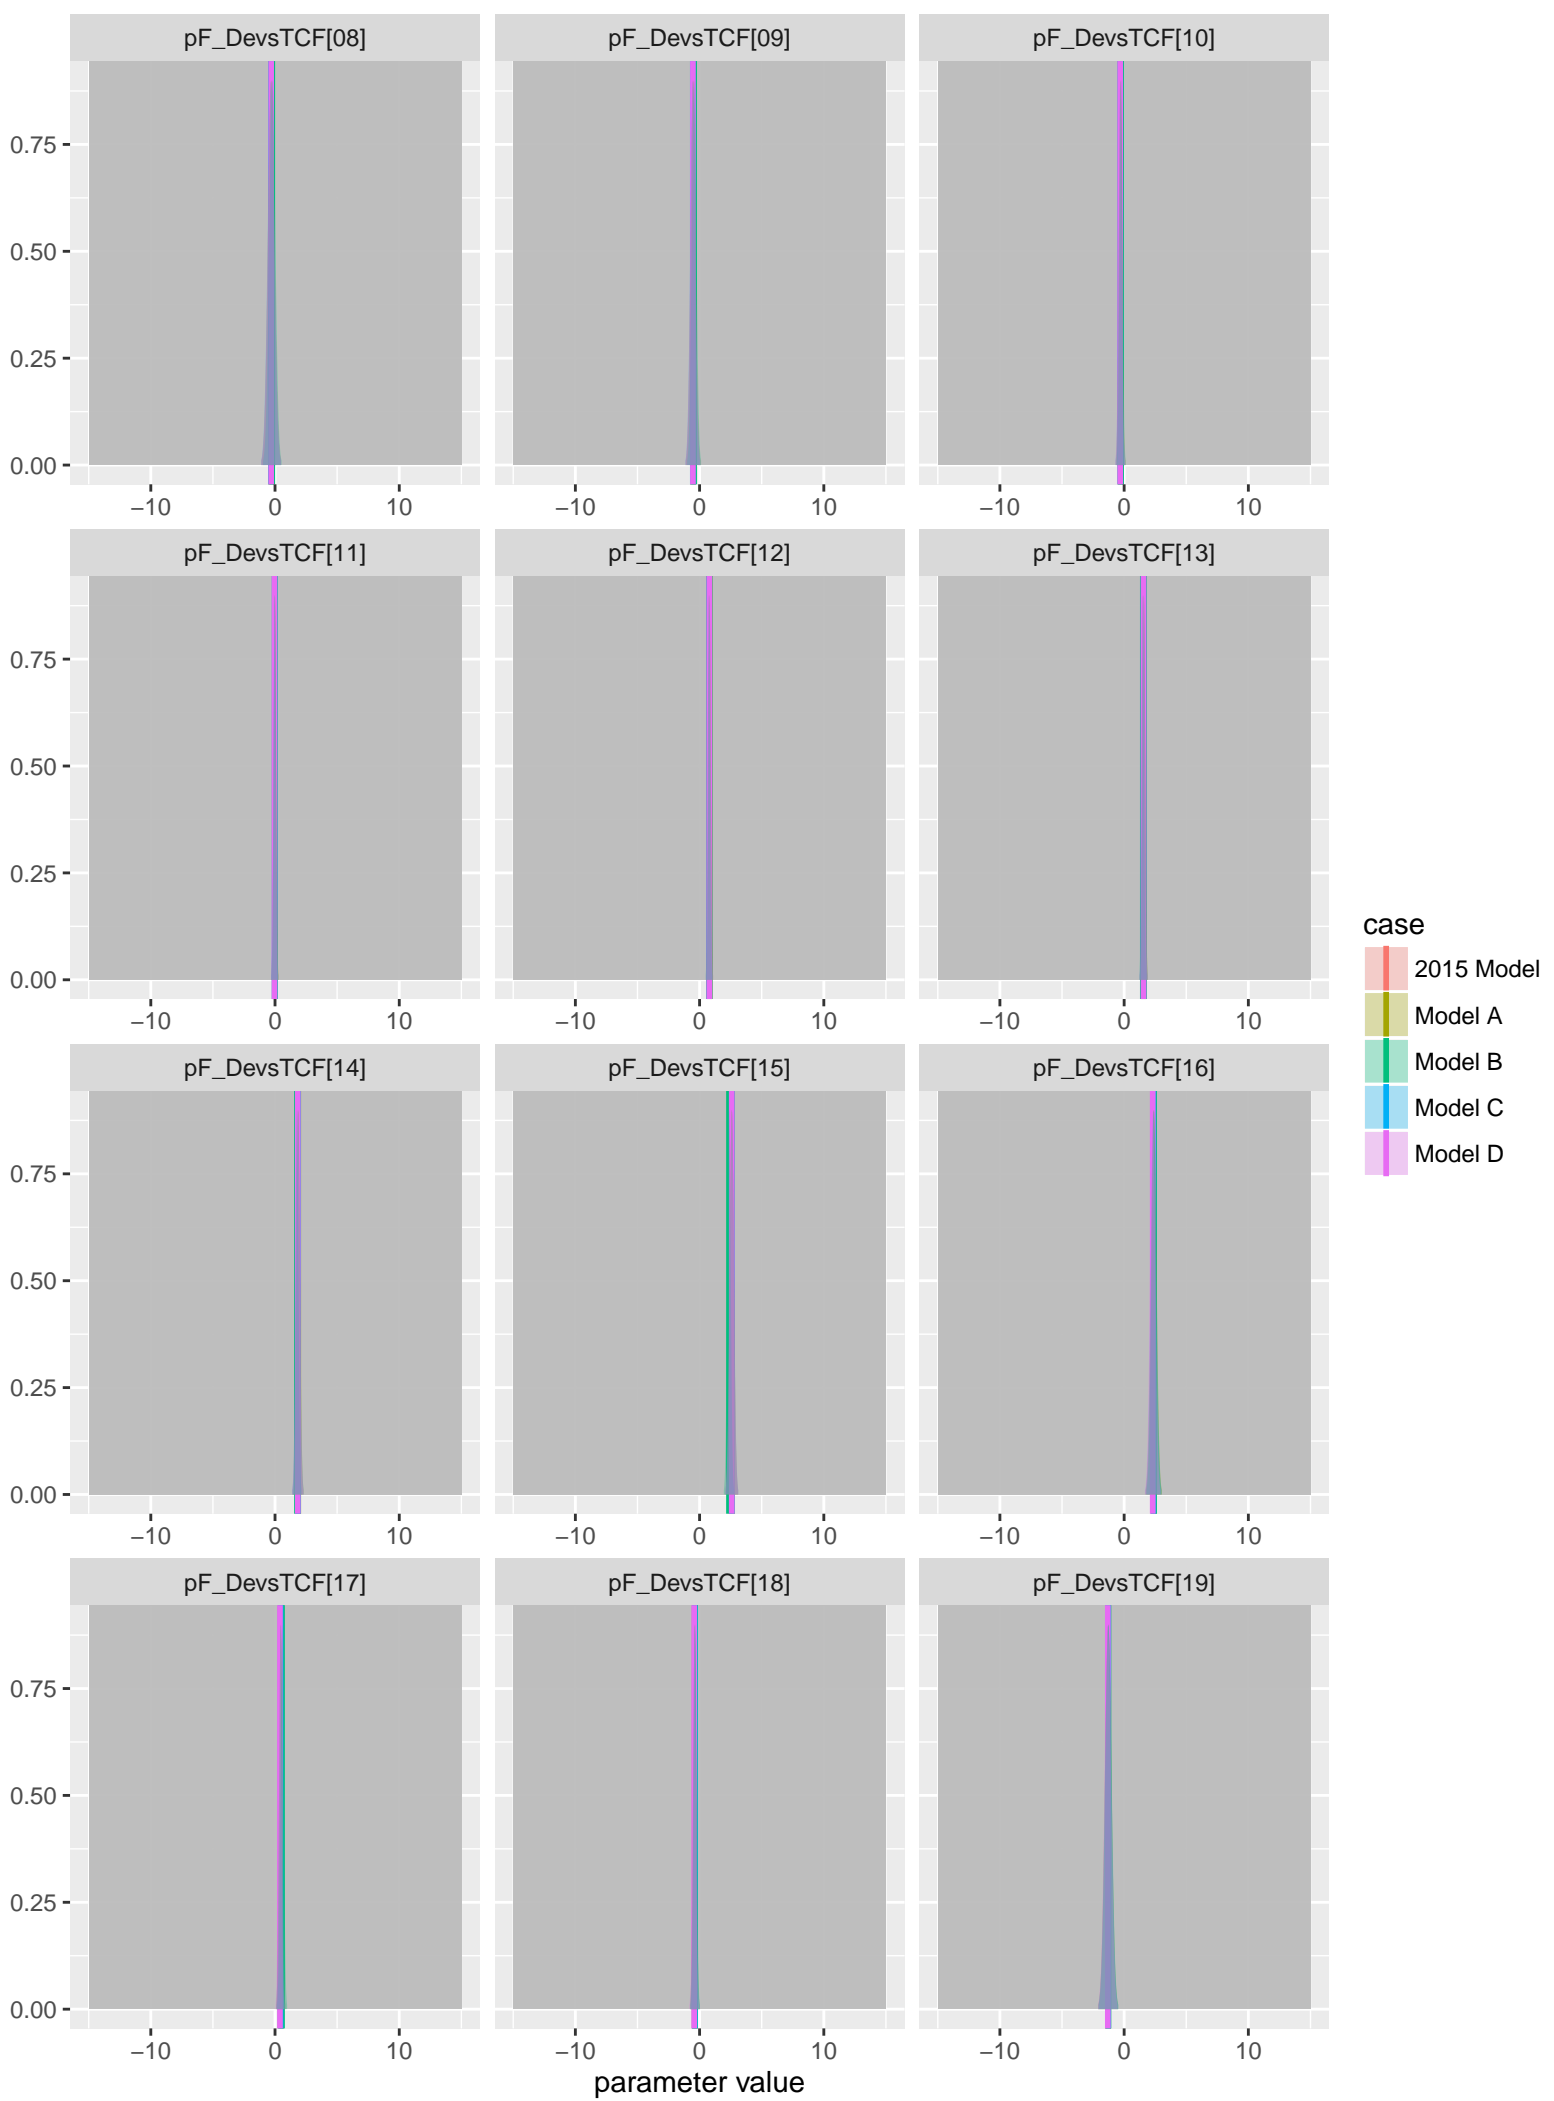 pF_DevsTCF[08] pF_DevsTCF[09] pF_DevsTCF[10]
0.75
0.50
0.25
0.00
−10 0 10 −10 0 10 −10 0 10
pF_DevsTCF[11] pF_DevsTCF[12] pF_DevsTCF[13]
0.75
0.50
0.25
0.00
−10 0 10 −10 0 10 −10 0 10
pF_DevsTCF[14] pF_DevsTCF[15] pF_DevsTCF[16]
0.75
0.50
0.25
0.00
−10 0 10 −10 0 10 −10 0 10
pF_DevsTCF[17] pF_DevsTCF[18] pF_DevsTCF[19]
0.75
0.50
0.25
0.00
−10 0 10 −10 0 10 −10 0 10
parameter value
case
2015 Model
Model A
Model B
Model C
Model D